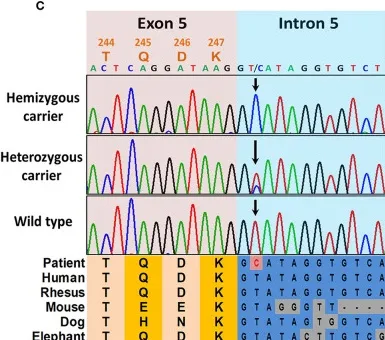 C
Exon 5 Intron 5
244 245 246 247
T Q D K
A C T C A G G A T A A G G T/C A T A G G T G T C T
Hemizygous
carrier
Heterozygous
carrier
Wild type
Patient T Q D K G C A T A G G T G T C A
Human T Q D K G T A T A G G T G T C A
Rhesus T Q D K G T A T A G G T G T C A
Mouse T E E K G T A G G G T T - - - -
Dog T H N K G T A T A G T G G T C A
Elephant T Q D K G T A T A C T T G T C G